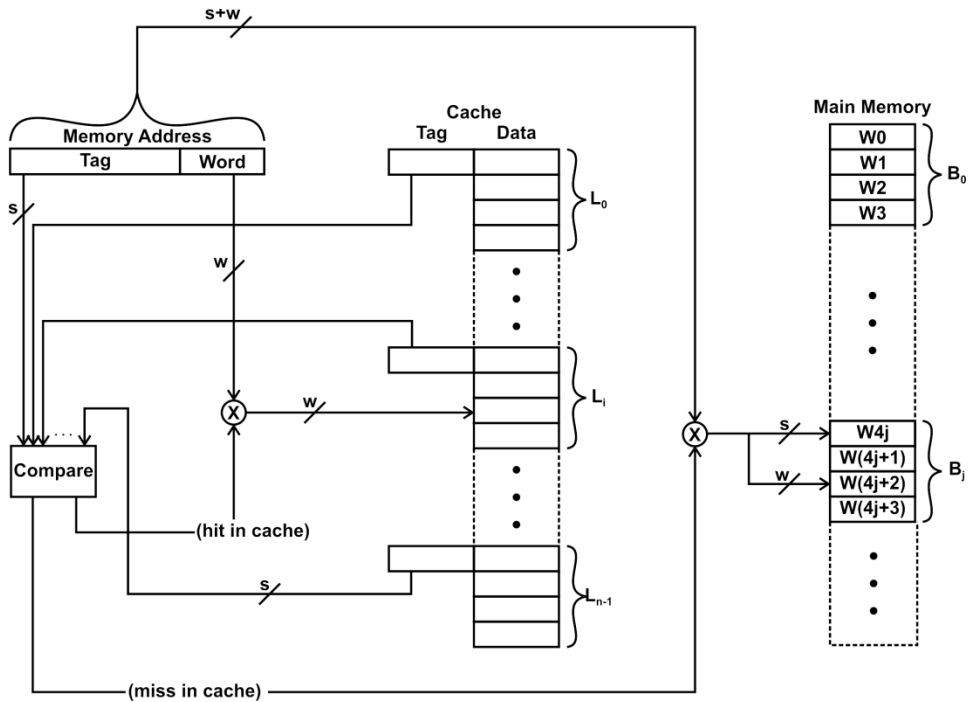 s+w
Cache
Main Memory
Memory Address
Tag Data
W0
Tag Word
W1
B0
W2
s
L0
W3
w
...
Li
X
w
X
s
W4j
...
Compare
W(4j+1)
Bj
w
W(4j+2)
W(4j+3)
(hit in cache)
s
Ln-1
(miss in cache)